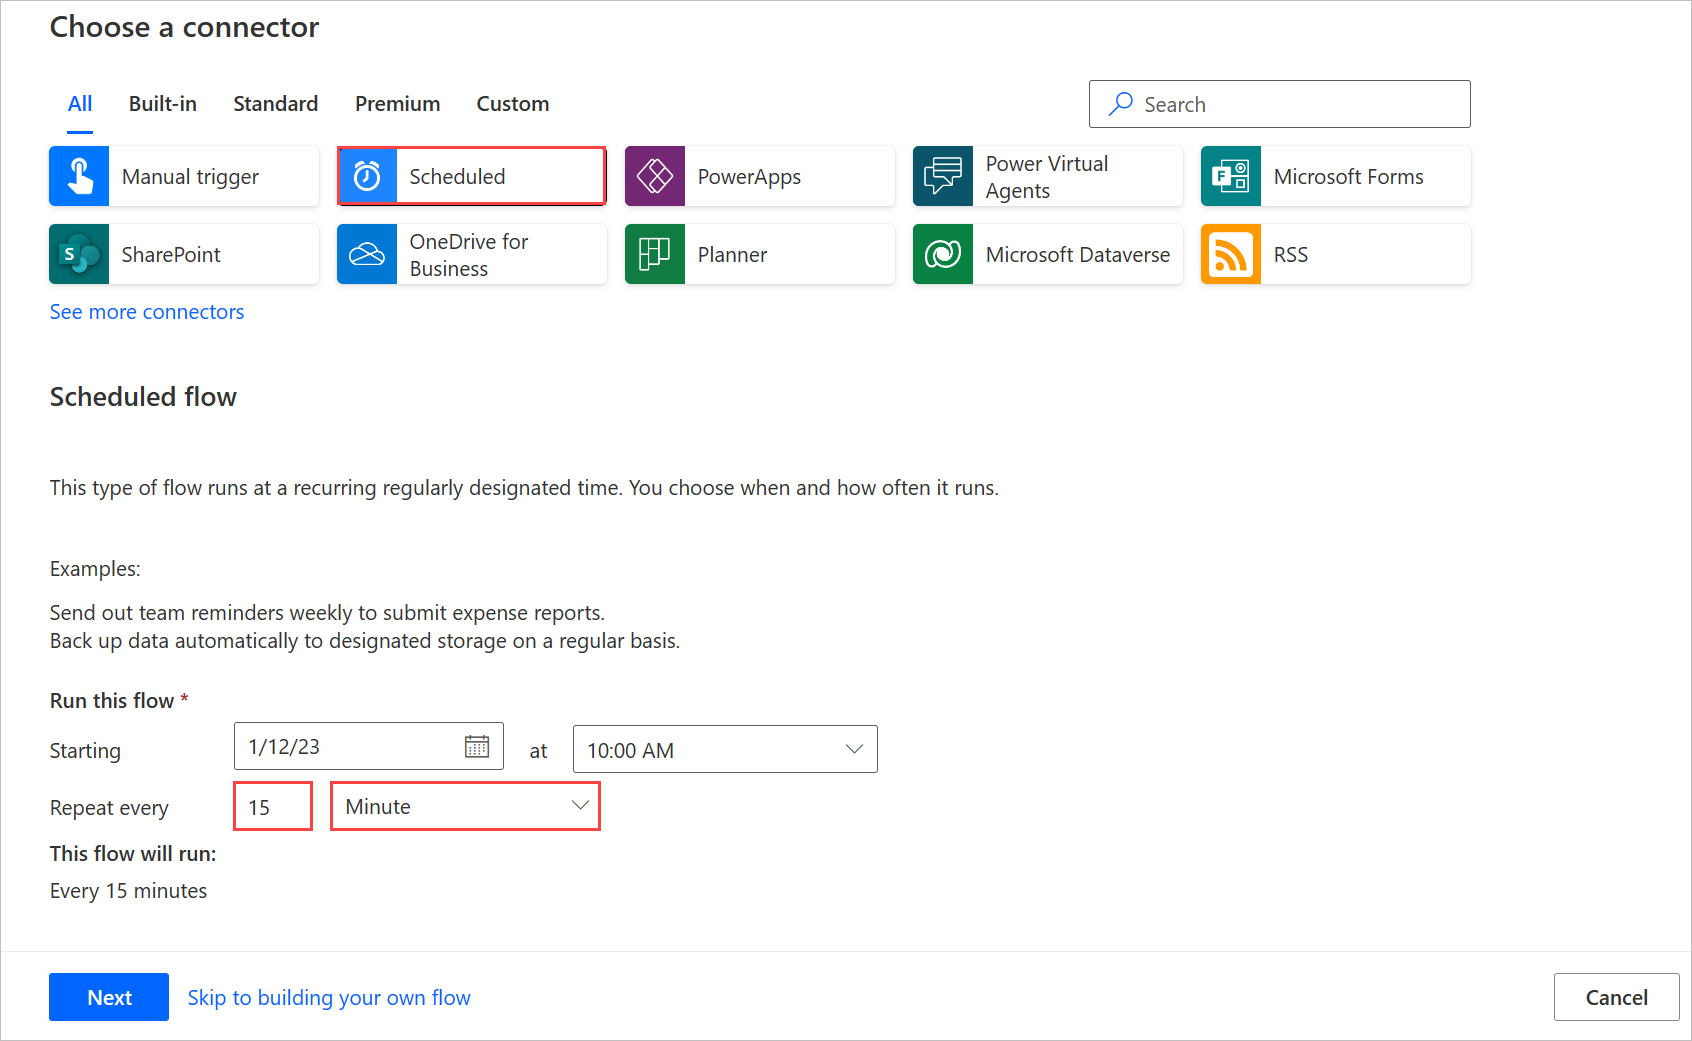 Choose a connector
All Built-in Standard Premium Custom Search
Manual trigger Scheduled PowerApps Power Virtual Agents Microsoft Forms
S SharePoint OneDrive for Business Planner Microsoft Dataverse RSS
See more connectors
Scheduled flow
This type of flow runs at a recurring regularly designated time. You choose when and how often it runs.
Examples:
Send out team reminders weekly to submit expense reports.
Back up data automatically to designated storage on a regular basis.
Run this flow *
Starting 1/12/23 at 10:00 AM
Repeat every 15 Minute
This flow will run:
Every 15 minutes
Next Skip to building your own flow Cancel